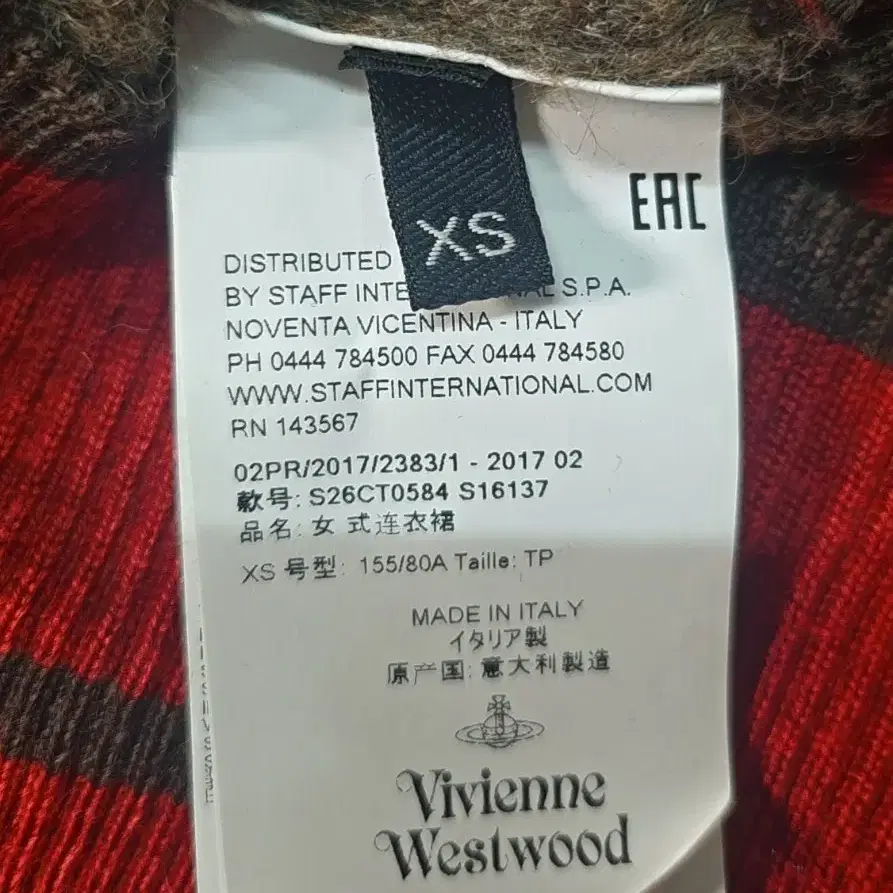 XS
EAC
DISTRIBUTED
BY STAFF INTE NAL S.P.A.
NOVENTA VICENTINA - ITALY
PH 0444 784500 FAX 0444 784580
WWW.STAFFINTERNATIONAL.COM
RN 143567
02PR/2017/2383/1 - 2017 02
款号: S26CT0584 S16137
品名: 女 式连衣裙
XS 号型: 155/80A Taille: TP
MADE IN ITALY
イタリア製
原产国: 意大利製造
Vivienne
Westwood